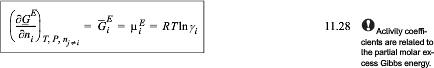 (∂G^E/∂n_i)_{T, P, n_{j≠i}} = G̅_i^E = μ_i^E = RT ln γ_i
11.28
Activity coeffi-
cients are related to
the partial molar ex-
cess Gibbs energy.